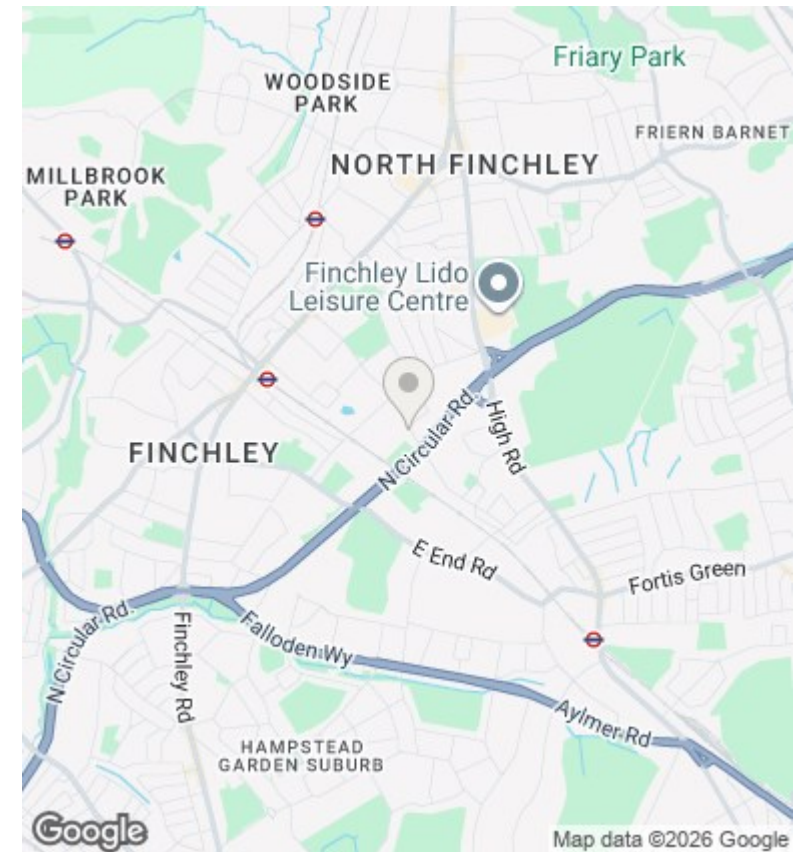 Friary Park
WOODSIDE
PARK
FRIERN BARNET
NORTH FINCHLEY
MILLBROOK
PARK
Finchley Lido
Leisure Centre
N Circular Rd.
High Rd
FINCHLEY
E End Rd
Fortis Green
N Circular Rd.
Finchley Rd
Falloden Wy
Aylmer Rd
HAMPSTEAD
GARDEN SUBURB
Google
Map data ©2026 Google